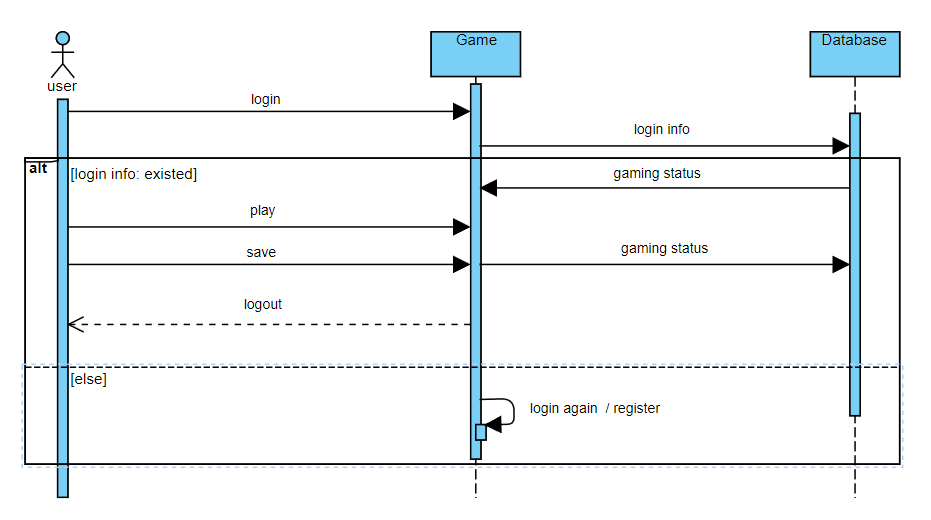 Game
Database
user
login
login info
alt
[login info: existed]
gaming status
play
save
gaming status
logout
[else]
login again  / register